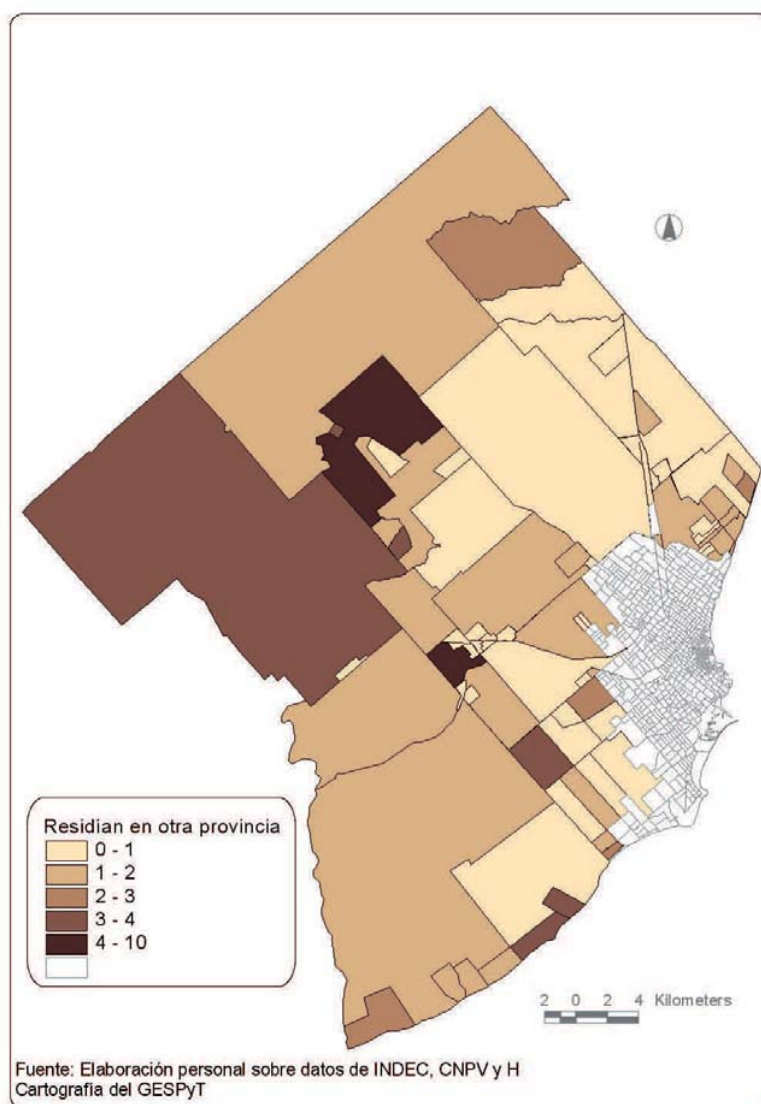 Residían en otra provincia
0 - 1
1 - 2
2 - 3
3 - 4
4 - 10
2 0 2 4 Kilometers
Fuente: Elaboración personal sobre datos de INDEC, CNPV y H
Cartografía del GESPyT